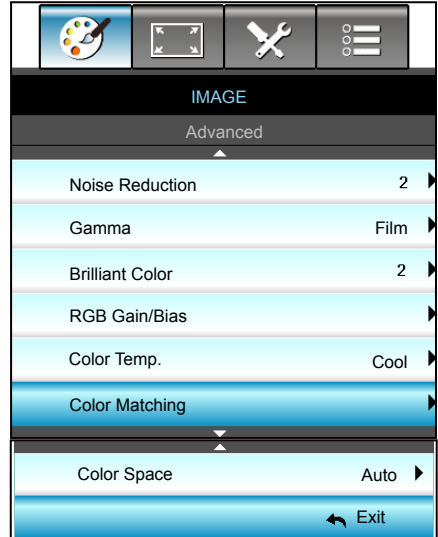 IMAGE
Advanced
Noise Reduction 2
Gamma Film
Brilliant Color 2
RGB Gain/Bias
Color Temp. Cool
Color Matching
Color Space Auto
Exit